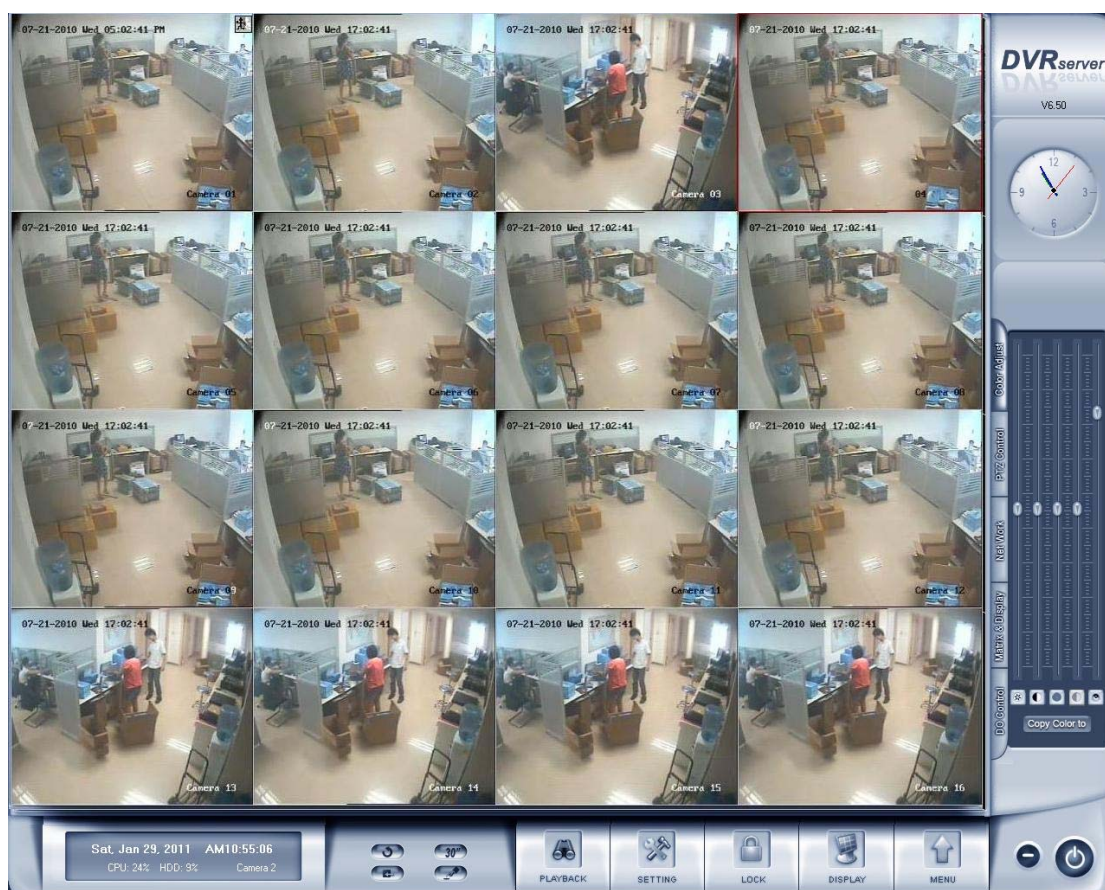 07-21-2010 Wed 05:02:41 PM
Camera 01
07-21-2010 Wed 17:02:41
Camera 02
07-21-2010 Wed 17:02:41
Camera 03
07-21-2010 Wed 17:02:41
04
07-21-2010 Wed 17:02:41
Camera 05
07-21-2010 Wed 17:02:41
Camera 06
07-21-2010 Wed 17:02:41
Camera 07
07-21-2010 Wed 17:02:41
Camera 08
07-21-2010 Wed 17:02:41
Camera 09
07-21-2010 Wed 17:02:41
Camera 10
07-21-2010 Wed 17:02:41
Camera 11
07-21-2010 Wed 17:02:41
Camera 12
07-21-2010 Wed 17:02:41
Camera 13
07-21-2010 Wed 17:02:41
Camera 14
07-21-2010 Wed 17:02:41
Camera 15
07-21-2010 Wed 17:02:41
Camera 16
DVRserver
V6.50
12
9
3
6
Color Adjust
PTZ Control
Net Work
Matrix & Display
DO Control
Copy Color to
Sat, Jan 29, 2011 AM10:55:06
CPU: 24% HDD: 9% Camera 2
30"
PLAYBACK
SETTING
LOCK
DISPLAY
MENU